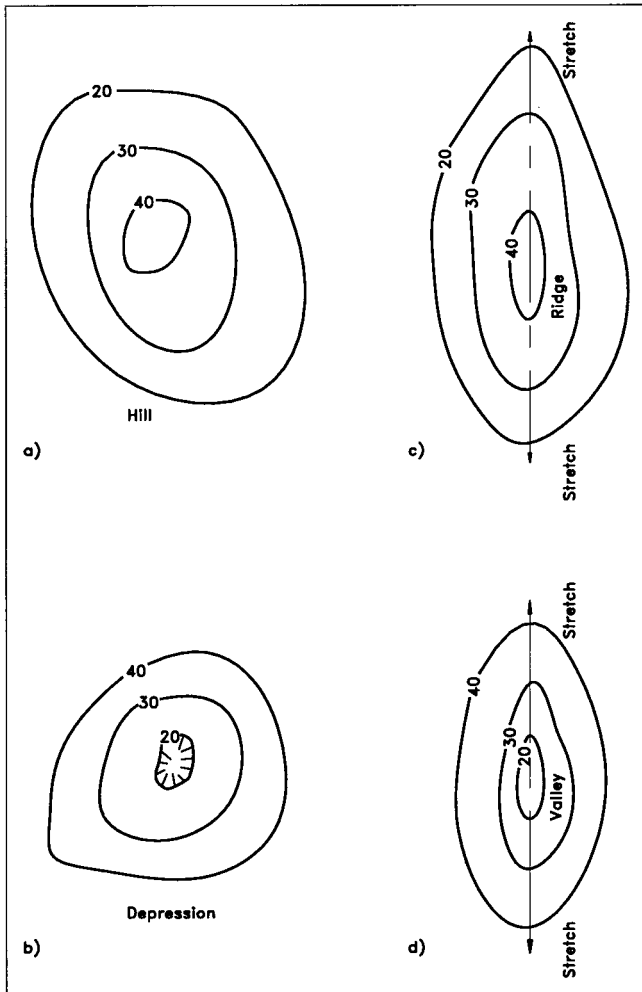 20
30
40
Hill
a)
Stretch
20
30
40
Ridge
Stretch
c)
40
30
20
Depression
b)
Stretch
40
30
20
Valley
Stretch
d)